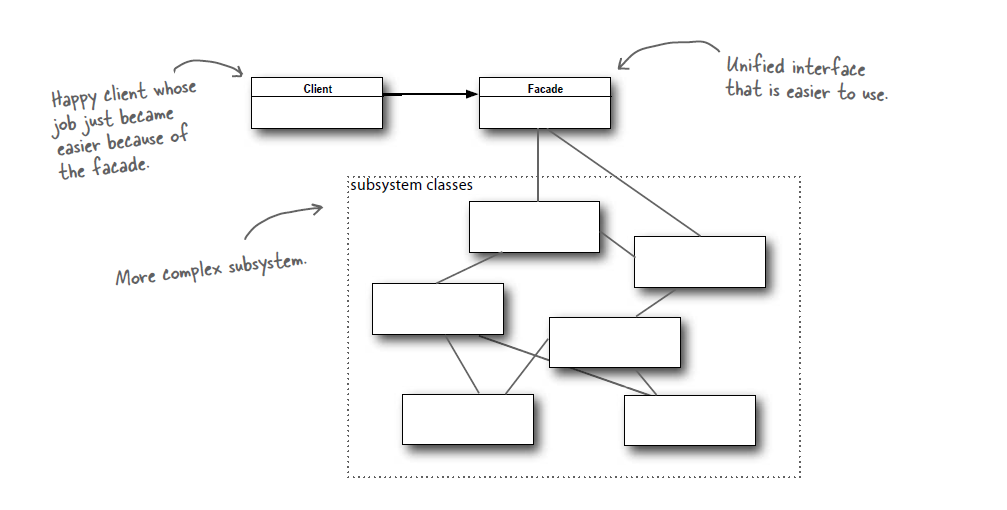 Happy client whose
job just became
easier because of
the facade.
Client
Facade
Unified interface
that is easier to use.
subsystem classes
More complex subsystem.